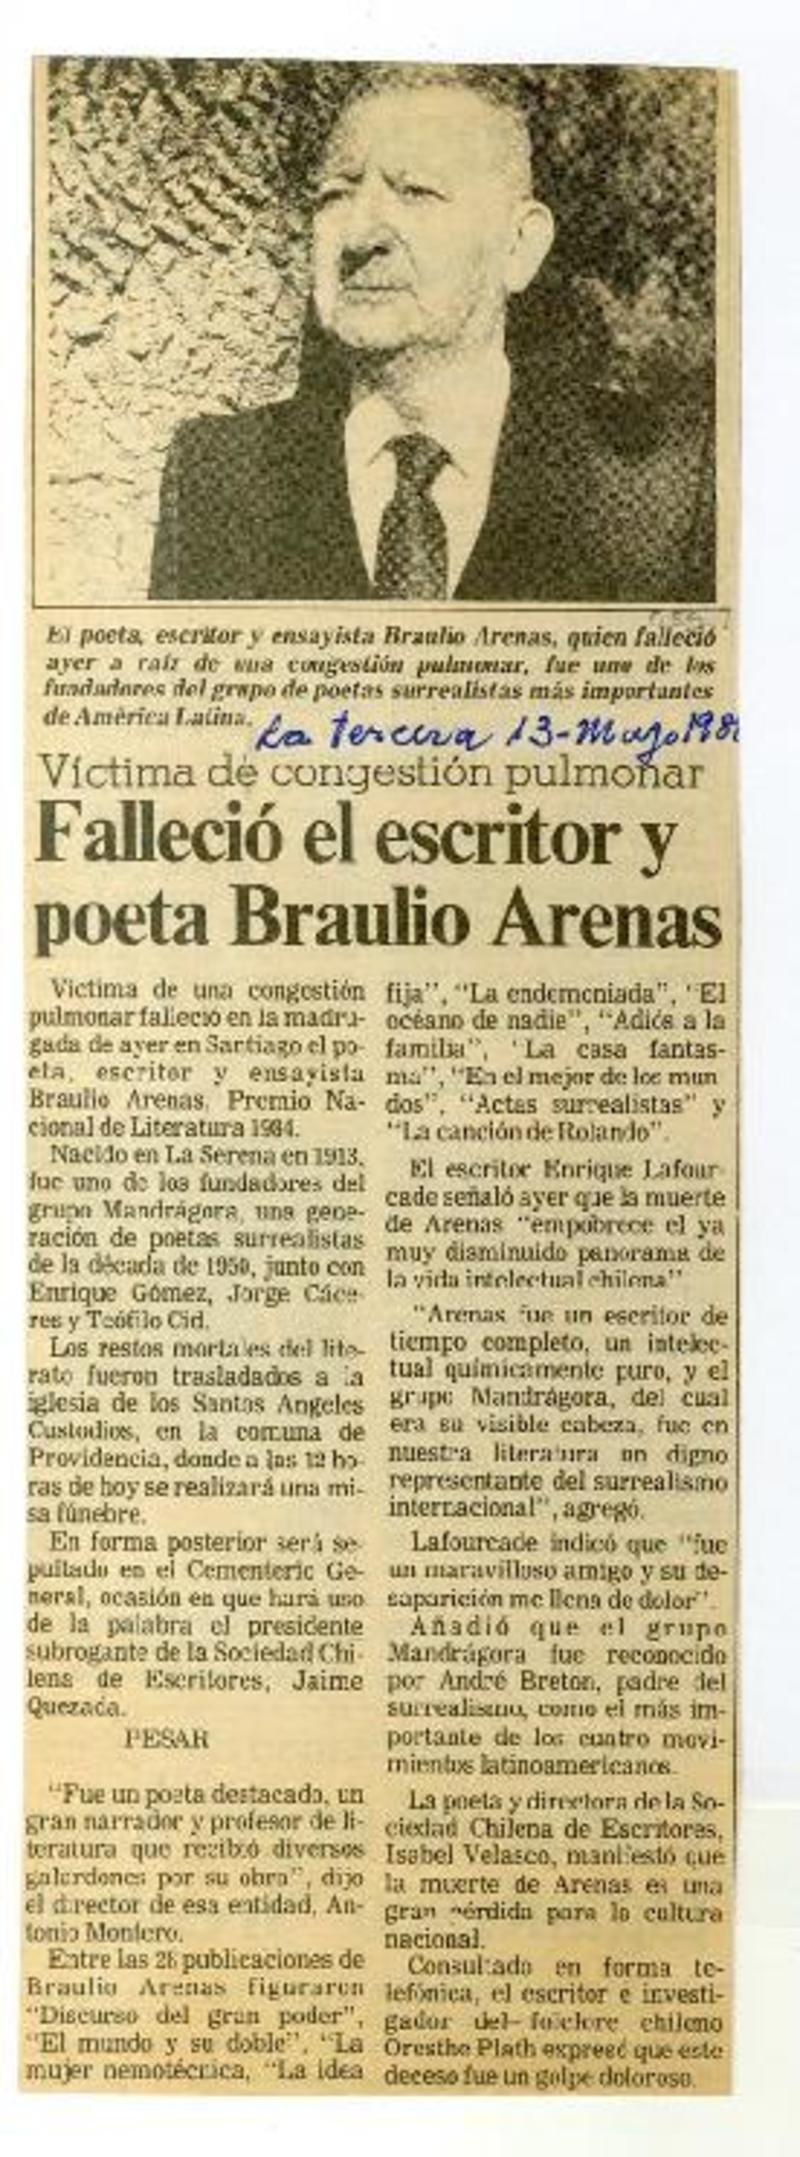 El poeta, escritor y ensayista Braulio Arenas, quien falleció
ayer a raíz de una congestión pulmonar, fue uno de los
fundadores del grupo de poetas surrealistas más importantes
de América Latina.
La tercera 13-Mayo 198
Víctima de congestión pulmonar
Falleció el escritor y
poeta Braulio Arenas
Víctima de una congestión
pulmonar falleció en la madru-
gada de ayer en Santiago el po-
eta, escritor y ensayista
Braulio Arenas, Premio Na-
cional de Literatura 1984.
Nacido en La Serena en 1913,
fue uno de los fundadores del
grupo Mandrágora, una gene-
ración de poetas surrealistas
de la década de 1950, junto con
Enrique Gómez, Jorge Cáce-
res y Teófilo Cid.
Los restos mortales del lite-
rato fueron trasladados a la
iglesia de los Santos Angeles
Custodios, en la comuna de
Providencia, donde a las 12 ho-
ras de hoy se realizará una mi-
sa fúnebre.
En forma posterior será se-
pultado en el Cementerio Ge-
neral, ocasión en que hará uso
de la palabra el presidente
subrogante de la Sociedad Chi-
lena de Escritores, Jaime
Quezada.
PESAR
"Fue un poeta destacado, un
gran narrador y profesor de li-
teratura que recibió diversos
galardones por su obra", dijo
el director de esa entidad, An-
tonio Montero.
Entre las 28 publicaciones de
Braulio Arenas figuraron
"Discurso del gran poder",
"El mundo y su doble", "La
mujer nemotécnica, "La idea
fija", "La endemoniada", "El
océano de nadie", "Adiós a la
familia", "La casa fantas-
ma", "En el mejor de los mun
dos", "Actas surrealistas" y
"La canción de Rolando".
El escritor Enrique Lafour-
cade señaló ayer que la muerte
de Arenas "empobrece el ya
muy disminuido panorama de
la vida intelectual chilena"
"Arenas fue un escritor de
tiempo completo, un intelec-
tual químicamente puro, y el
grupo Mandrágora, del cual
era su visible cabeza, fue en
nuestra literatura un digno
representante del surrealismo
internacional", agregó.
Lafourcade indicó que "fue
un maravilloso amigo y su de-
saparición me llena de dolor".
Añadió que el grupo
Mandrágora fue reconocido
por André Breton, padre del
surrealismo, como el más im-
portante de los cuatro movi-
mientos latinoamericanos.
La poeta y directora de la So-
ciedad Chilena de Escritores,
Isabel Velasco, manifestó que
la muerte de Arenas es una
gran pérdida para la cultura
nacional.
Consultado en forma te-
lefónica, el escritor e investi-
gador del folclore chileno
Oresthe Plath expresó que este
deceso fue un golpe doloroso.